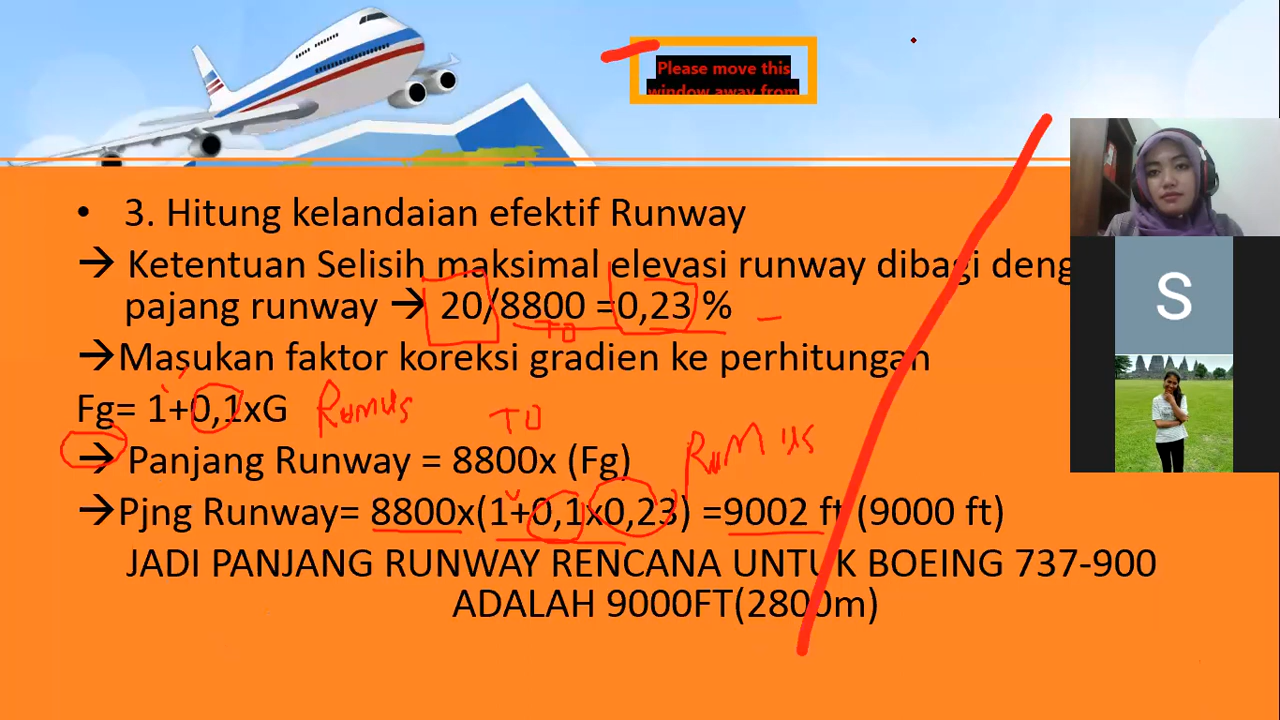 Please move this
window away from
• 3. Hitung kelandaian efektif Runway
→ Ketentuan Selisih maksimal elevasi runway dibagi deng
pajang runway → 20/8800 =0,23 %
TO
→Masukan faktor koreksi gradien ke perhitungan
Fg= 1+0,1xG Rumus TO
→ Panjang Runway = 8800x (Fg) RuMus
→Pjng Runway= 8800x(1+0,1x0,23) =9002 ft (9000 ft)
JADI PANJANG RUNWAY RENCANA UNTUK BOEING 737-900
ADALAH 9000FT(2800m)
S